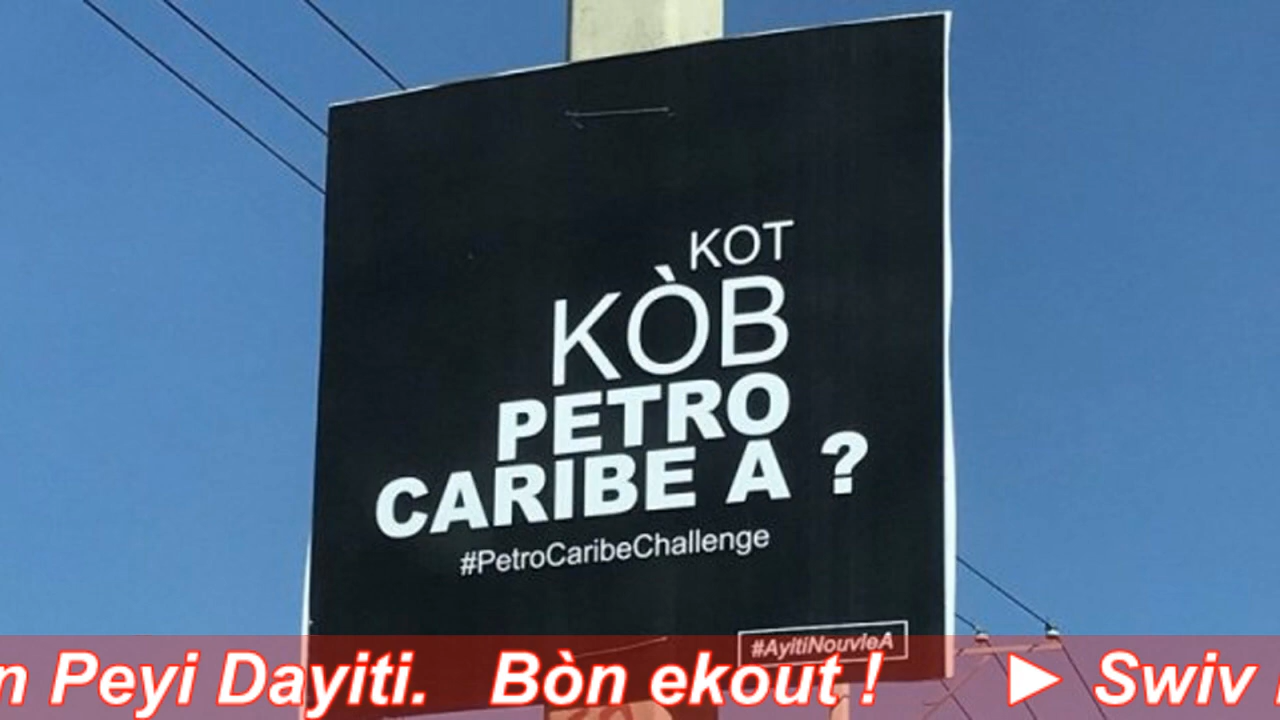 KOT
KÒB
PETRO
CARIBE A ?
#PetroCaribeChallenge
#AyitiNouvleA
Peyi Dayiti. Bòn ekout ! ► Swiv